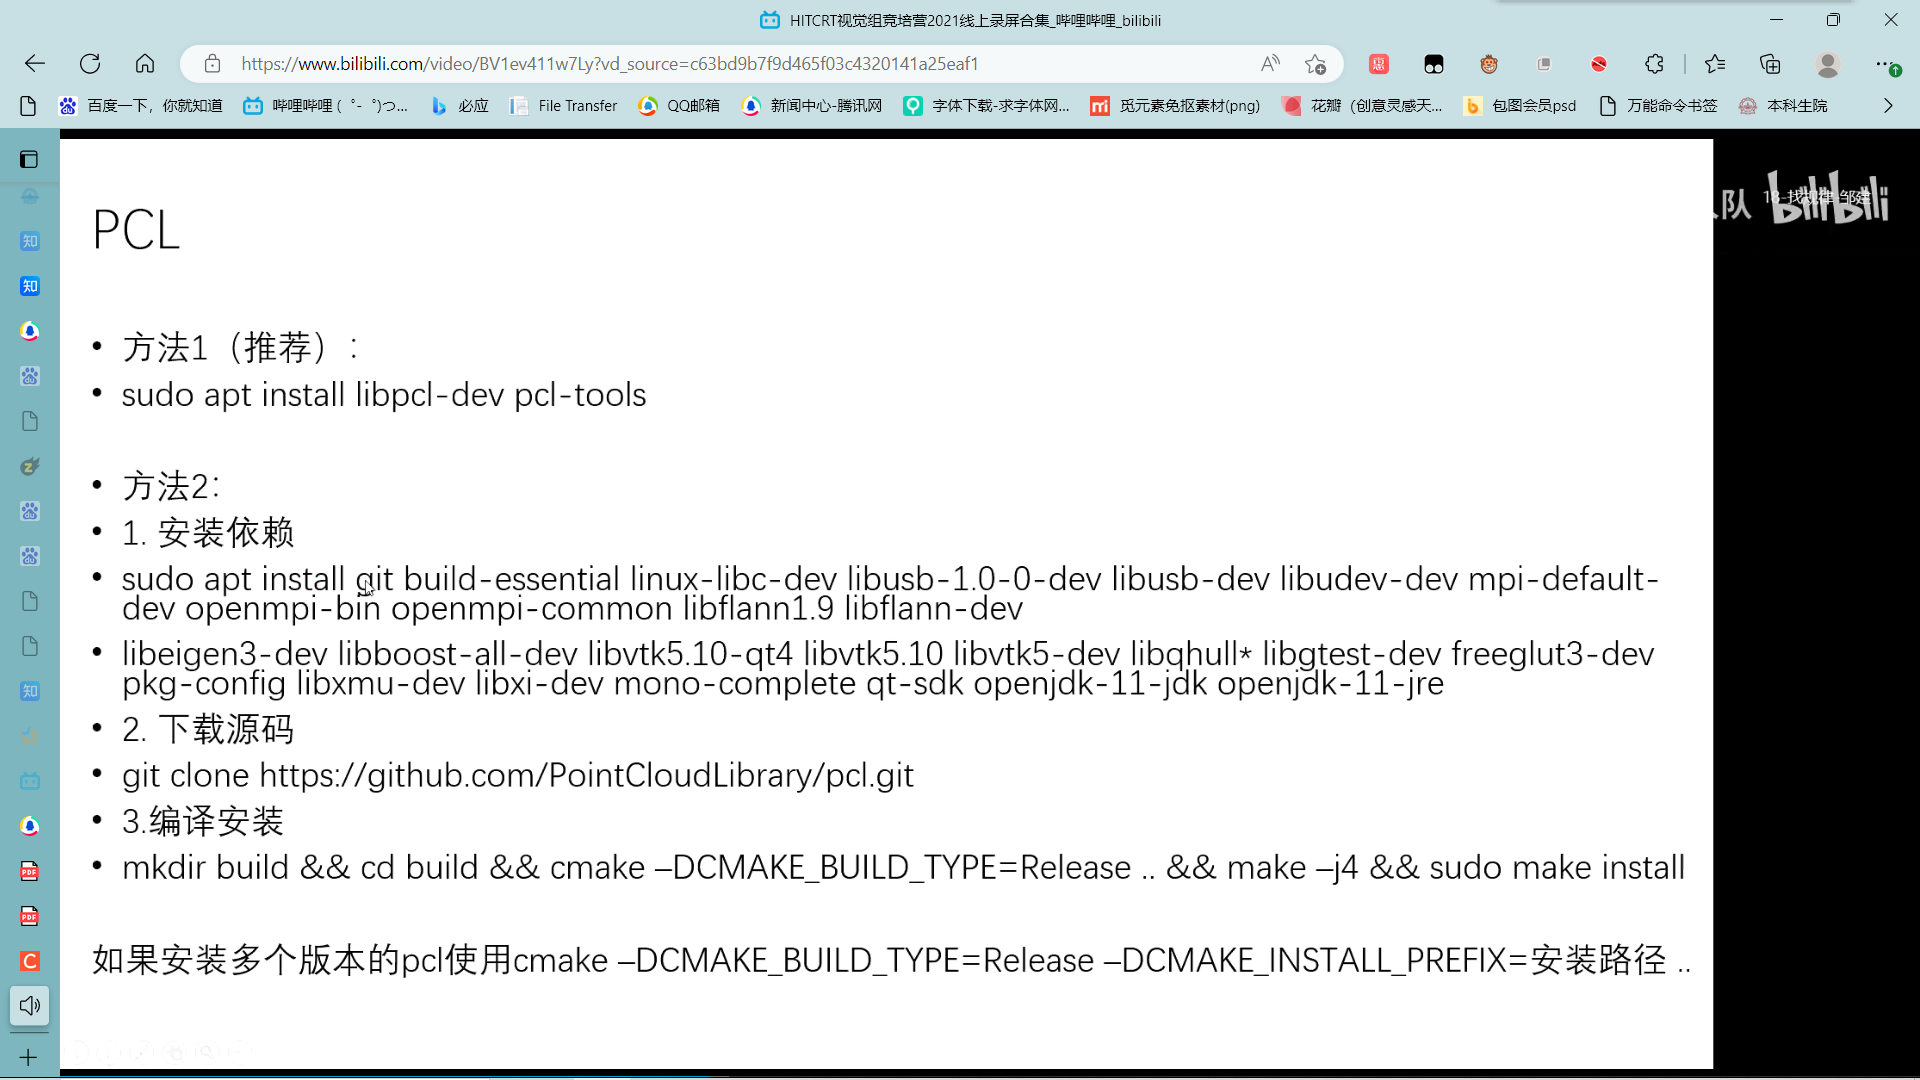 HITCRT视觉组竞培营2021线上录屏合集_哔哩哔哩_bilibili
https://www.bilibili.com/video/BV1ev411w7Ly?vd_source=c63bd9b7f9d465f03c4320141a25eaf1
百度一下，你就知道 哔哩哔哩 ( ゜- ゜)つ... 必应 File Transfer QQ邮箱 新闻中心-腾讯网 字体下载-求字体网... 觅元素免抠素材(png) 花瓣（创意灵感天... 包图会员psd 万能命令书签 本科生院
PCL
队 bilibili
18-找规律-邹建
• 方法1（推荐）：
• sudo apt install libpcl-dev pcl-tools
• 方法2：
• 1. 安装依赖
• sudo apt install git build-essential linux-libc-dev libusb-1.0-0-dev libusb-dev libudev-dev mpi-default-
dev openmpi-bin openmpi-common libflann1.9 libflann-dev
• libeigen3-dev libboost-all-dev libvtk5.10-qt4 libvtk5.10 libvtk5-dev libqhull* libgtest-dev freeglut3-dev
pkg-config libxmu-dev libxi-dev mono-complete qt-sdk openjdk-11-jdk openjdk-11-jre
• 2. 下载源码
• git clone https://github.com/PointCloudLibrary/pcl.git
• 3.编译安装
• mkdir build && cd build && cmake –DCMAKE_BUILD_TYPE=Release .. && make –j4 && sudo make install
如果安装多个版本的pcl使用cmake –DCMAKE_BUILD_TYPE=Release –DCMAKE_INSTALL_PREFIX=安装路径 ..